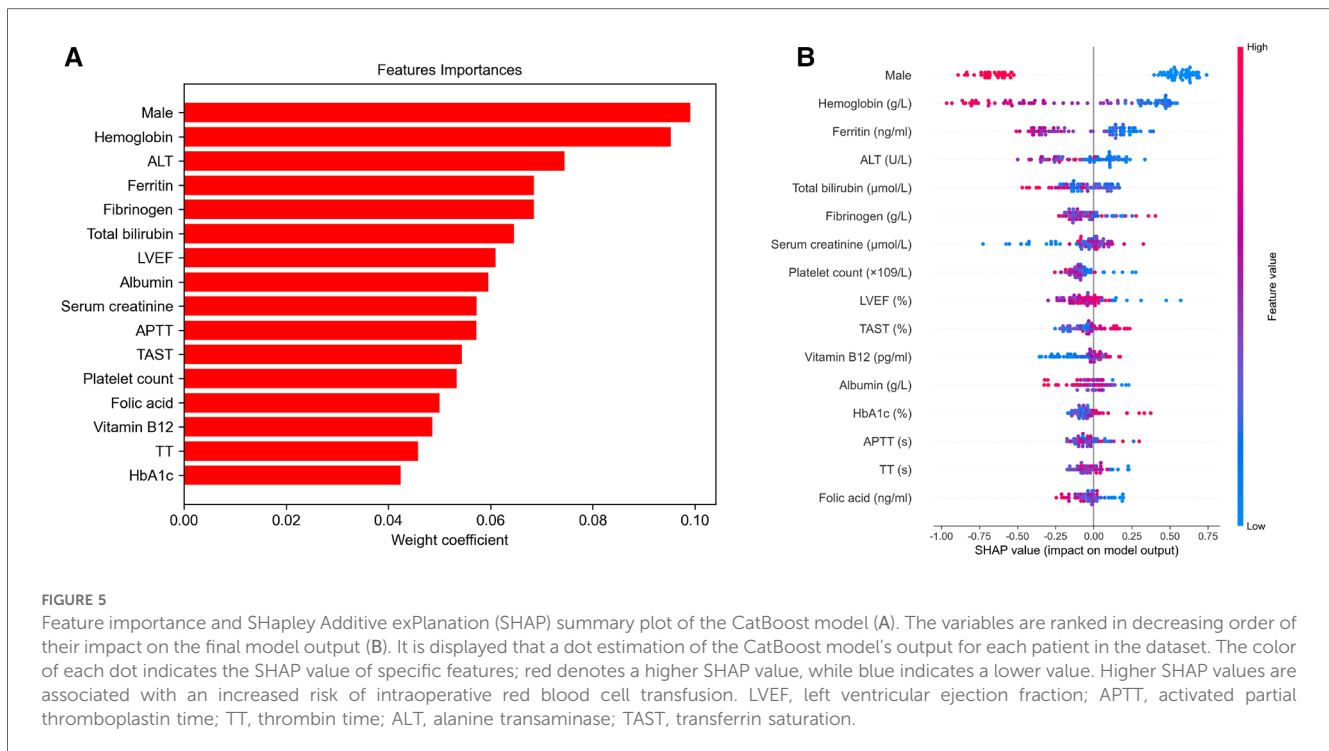 A
Features Importances
Male
Hemoglobin
ALT
Ferritin
Fibrinogen
Total bilirubin
LVEF
Albumin
Serum creatinine
APTT
TAST
Platelet count
Folic acid
Vitamin B12
TT
HbA1c
0.00 0.02 0.04 0.06 0.08 0.10
Weight coefficient
B
High
Male
Hemoglobin (g/L)
Ferritin (ng/ml)
ALT (U/L)
Total bilirubin (μmol/L)
Fibrinogen (g/L)
Serum creatinine (μmol/L)
Platelet count (×109/L)
LVEF (%)
TAST (%)
Vitamin B12 (pg/ml)
Albumin (g/L)
HbA1c (%)
APTT (s)
TT (s)
Folic acid (ng/ml)
Feature value
Low
-1.00 -0.75 -0.50 -0.25 0.00 0.25 0.50 0.75
SHAP value (impact on model output)
FIGURE 5
Feature importance and SHapley Additive exPlanation (SHAP) summary plot of the CatBoost model (A). The variables are ranked in decreasing order of
their impact on the final model output (B). It is displayed that a dot estimation of the CatBoost model's output for each patient in the dataset. The color
of each dot indicates the SHAP value of specific features; red denotes a higher SHAP value, while blue indicates a lower value. Higher SHAP values are
associated with an increased risk of intraoperative red blood cell transfusion. LVEF, left ventricular ejection fraction; APTT, activated partial
thromboplastin time; TT, thrombin time; ALT, alanine transaminase; TAST, transferrin saturation.